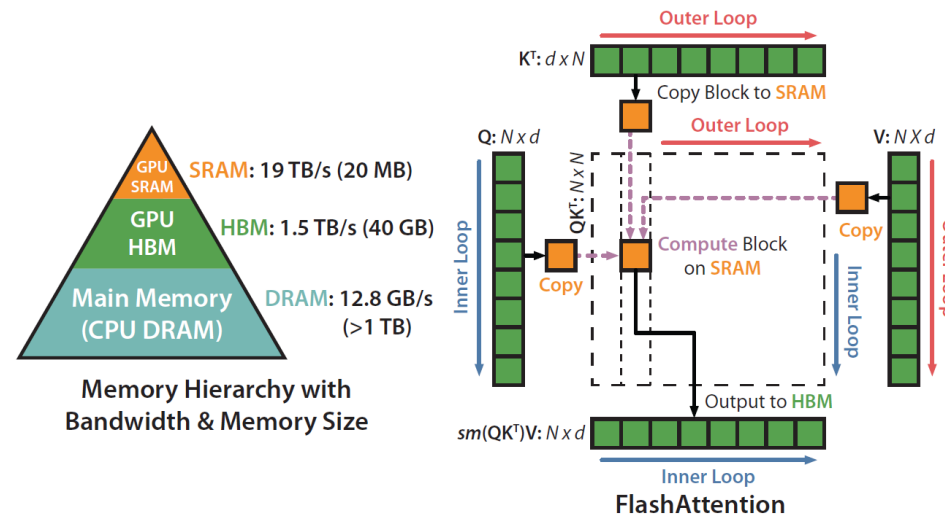 GPU
SRAM
SRAM: 19 TB/s (20 MB)
GPU
HBM
HBM: 1.5 TB/s (40 GB)
Main Memory
(CPU DRAM)
DRAM: 12.8 GB/s
(>1 TB)
Memory Hierarchy with
Bandwidth & Memory Size
Outer Loop
Kᵀ: d x N
Copy Block to SRAM
Outer Loop
Q: N x d
V: N X d
QKᵀ: N x N
Copy
Compute Block
on SRAM
Copy
Inner Loop
Inner Loop
Outer Loop
Output to HBM
sm(QKᵀ)V: N x d
Inner Loop
FlashAttention